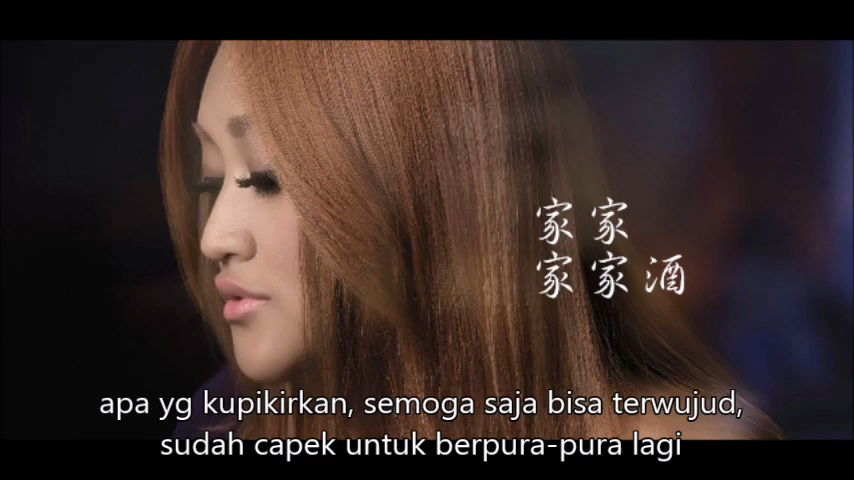 家家
家家酒
apa yg kupikirkan, semoga saja bisa terwujud,
sudah capek untuk berpura-pura lagi